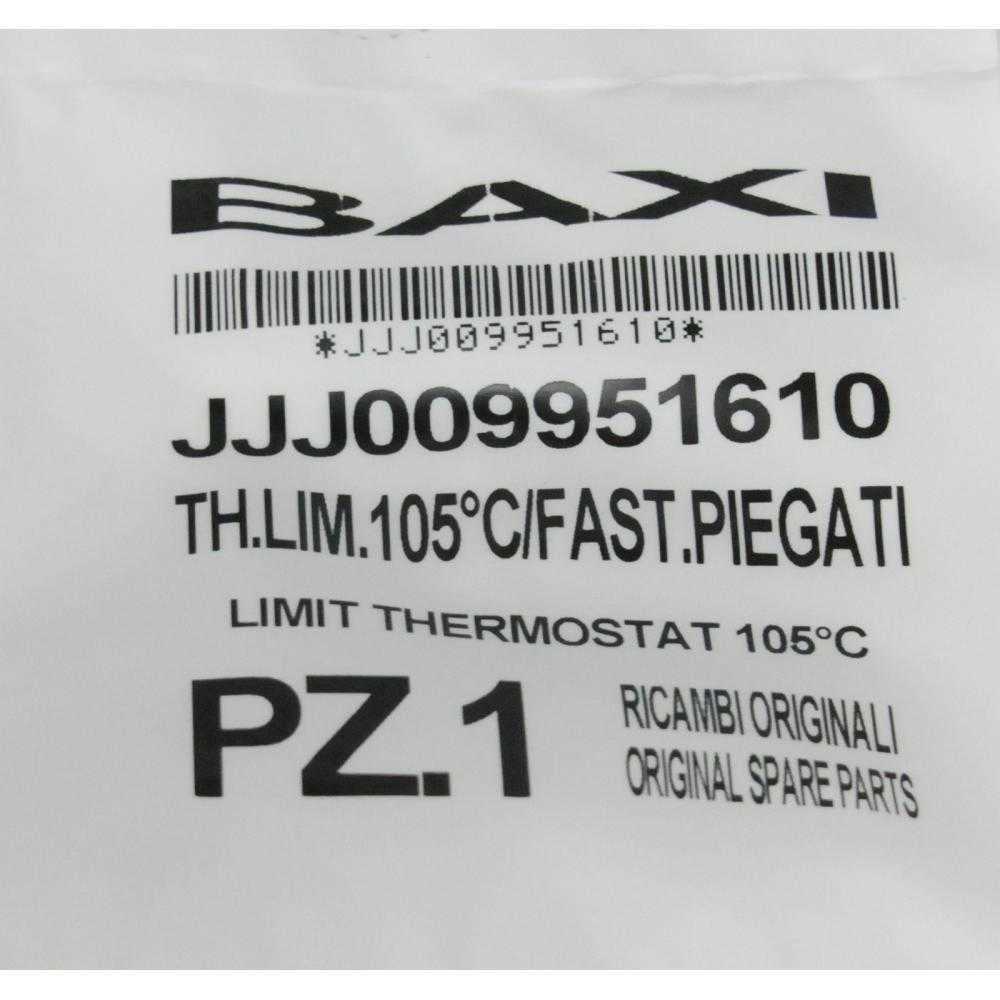 BAXI
*JJJ009951610*
JJJ009951610
TH.LIM.105°C/FAST.PIEGATI
LIMIT THERMOSTAT 105°C
PZ.1
RICAMBI ORIGINALI
ORIGINAL SPARE PARTS